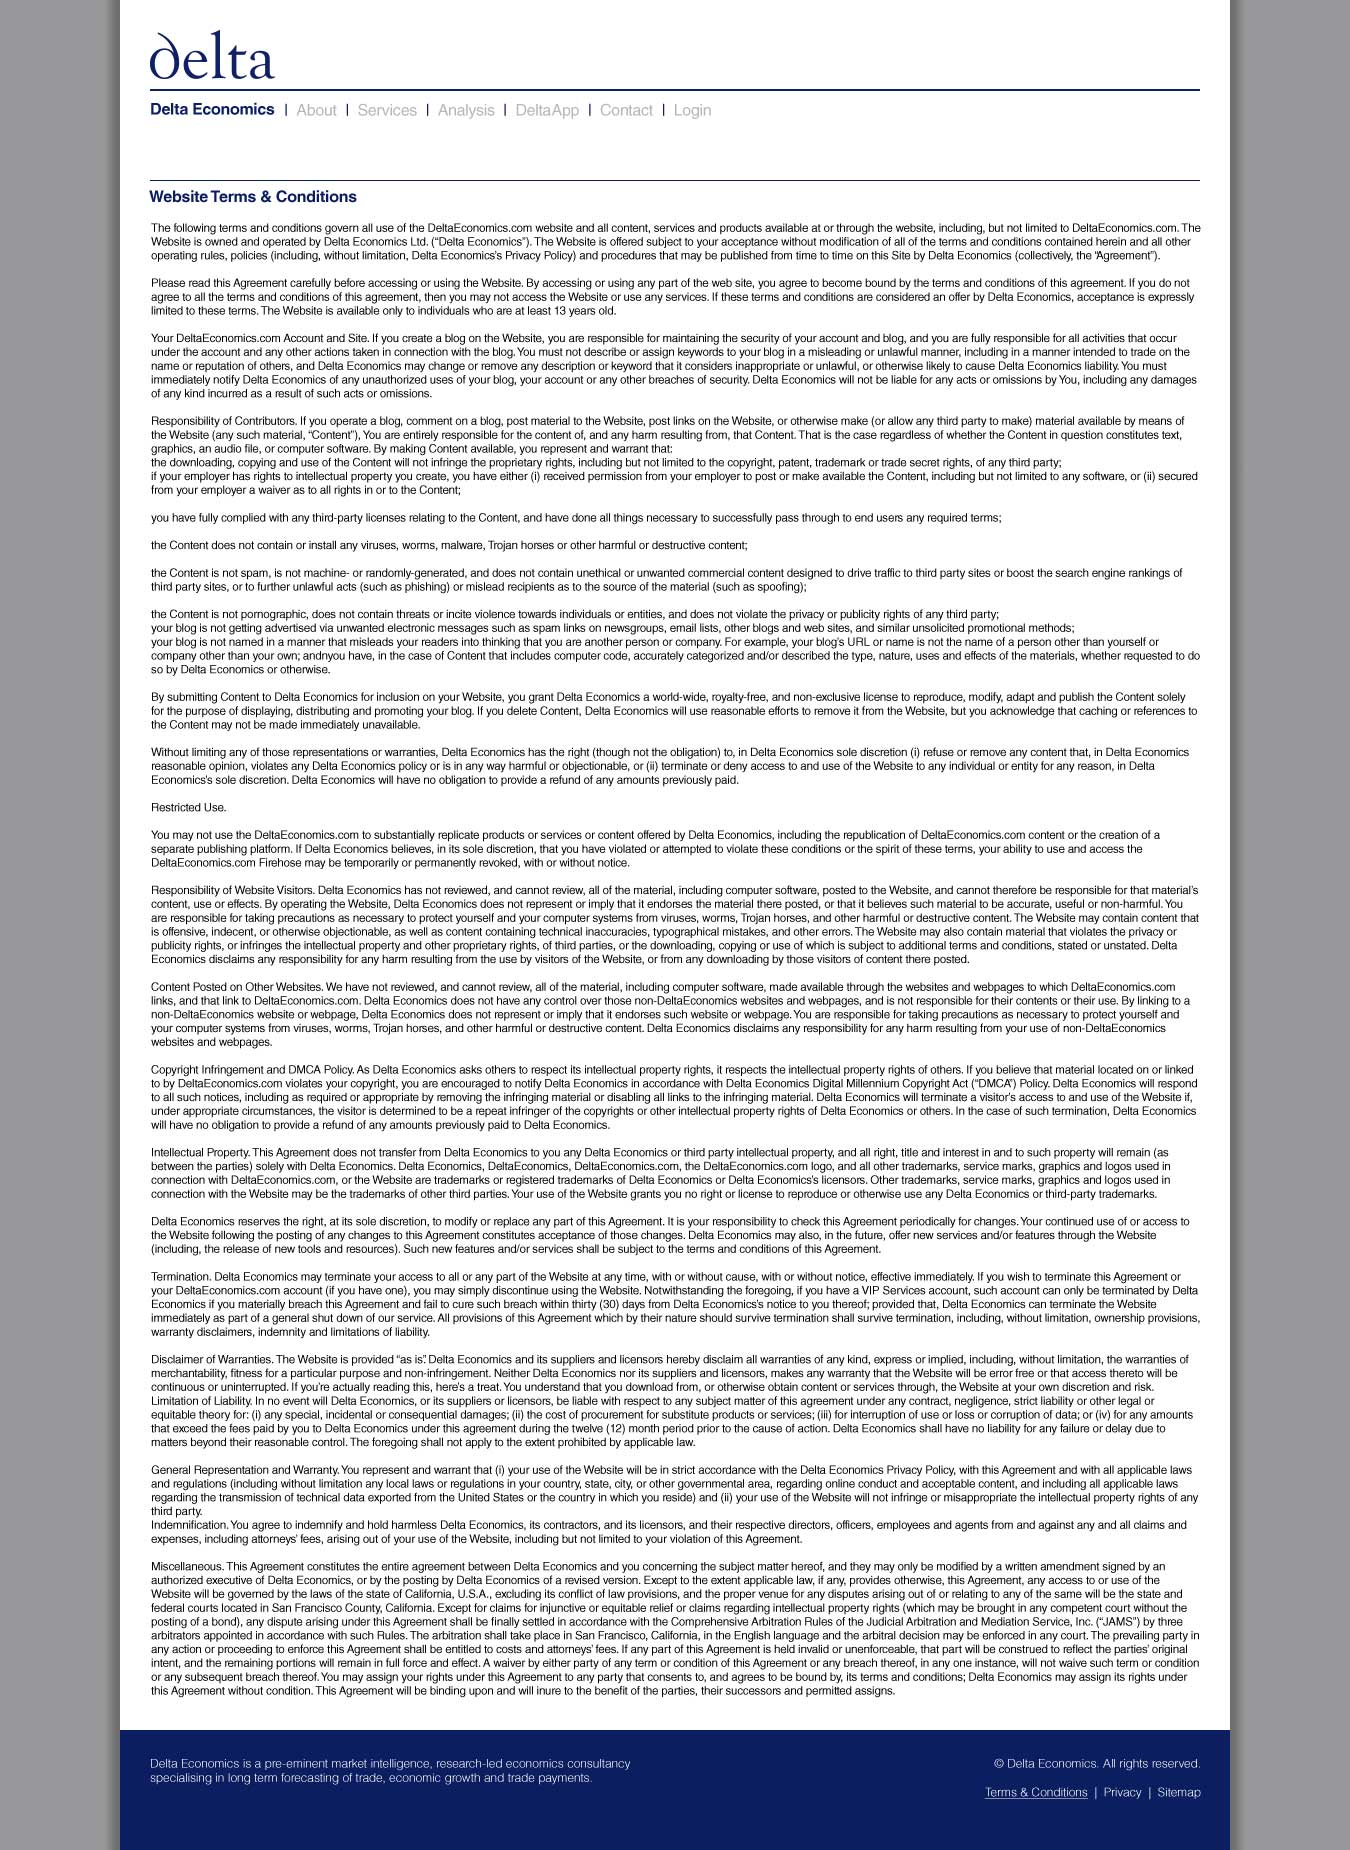 delta
Delta Economics | About | Services | Analysis | DeltaApp | Contact | Login
Website Terms & Conditions
The following terms and conditions govern all use of the DeltaEconomics.com website and all content, services and products available at or through the website, including, but not limited to DeltaEconomics.com. The
Website is owned and operated by Delta Economics Ltd. (“Delta Economics”). The Website is offered subject to your acceptance without modification of all of the terms and conditions contained herein and all other
operating rules, policies (including, without limitation, Delta Economics’s Privacy Policy) and procedures that may be published from time to time on this Site by Delta Economics (collectively, the “Agreement”).
Please read this Agreement carefully before accessing or using the Website. By accessing or using any part of the web site, you agree to become bound by the terms and conditions of this agreement. If you do not
agree to all the terms and conditions of this agreement, then you may not access the Website or use any services. If these terms and conditions are considered an offer by Delta Economics, acceptance is expressly
limited to these terms. The Website is available only to individuals who are at least 13 years old.
Your DeltaEconomics.com Account and Site. If you create a blog on the Website, you are responsible for maintaining the security of your account and blog, and you are fully responsible for all activities that occur
under the account and any other actions taken in connection with the blog. You must not describe or assign keywords to your blog in a misleading or unlawful manner, including in a manner intended to trade on the
name or reputation of others, and Delta Economics may change or remove any description or keyword that it considers inappropriate or unlawful, or otherwise likely to cause Delta Economics liability. You must
immediately notify Delta Economics of any unauthorized uses of your blog, your account or any other breaches of security. Delta Economics will not be liable for any acts or omissions by You, including any damages
of any kind incurred as a result of such acts or omissions.
Responsibility of Contributors. If you operate a blog, comment on a blog, post material to the Website, post links on the Website, or otherwise make (or allow any third party to make) material available by means of
the Website (any such material, “Content”), You are entirely responsible for the content of, and any harm resulting from, that Content. That is the case regardless of whether the Content in question constitutes text,
graphics, an audio file, or computer software. By making Content available, you represent and warrant that:
the downloading, copying and use of the Content will not infringe the proprietary rights, including but not limited to the copyright, patent, trademark or trade secret rights, of any third party;
if your employer has rights to intellectual property you create, you have either (i) received permission from your employer to post or make available the Content, including but not limited to any software, or (ii) secured
from your employer a waiver as to all rights in or to the Content;
you have fully complied with any third-party licenses relating to the Content, and have done all things necessary to successfully pass through to end users any required terms;
the Content does not contain or install any viruses, worms, malware, Trojan horses or other harmful or destructive content;
the Content is not spam, is not machine- or randomly-generated, and does not contain unethical or unwanted commercial content designed to drive traffic to third party sites or boost the search engine rankings of
third party sites, or to further unlawful acts (such as phishing) or mislead recipients as to the source of the material (such as spoofing);
the Content is not pornographic, does not contain threats or incite violence towards individuals or entities, and does not violate the privacy or publicity rights of any third party;
your blog is not getting advertised via unwanted electronic messages such as spam links on newsgroups, email lists, other blogs and web sites, and similar unsolicited promotional methods;
your blog is not named in a manner that misleads your readers into thinking that you are another person or company. For example, your blog’s URL or name is not the name of a person other than yourself or
company other than your own; andnyou have, in the case of Content that includes computer code, accurately categorized and/or described the type, nature, uses and effects of the materials, whether requested to do
so by Delta Economics or otherwise.
By submitting Content to Delta Economics for inclusion on your Website, you grant Delta Economics a world-wide, royalty-free, and non-exclusive license to reproduce, modify, adapt and publish the Content solely
for the purpose of displaying, distributing and promoting your blog. If you delete Content, Delta Economics will use reasonable efforts to remove it from the Website, but you acknowledge that caching or references to
the Content may not be made immediately unavailable.
Without limiting any of those representations or warranties, Delta Economics has the right (though not the obligation) to, in Delta Economics sole discretion (i) refuse or remove any content that, in Delta Economics
reasonable opinion, violates any Delta Economics policy or is in any way harmful or objectionable, or (ii) terminate or deny access to and use of the Website to any individual or entity for any reason, in Delta
Economics’s sole discretion. Delta Economics will have no obligation to provide a refund of any amounts previously paid.
Restricted Use.
You may not use the DeltaEconomics.com to substantially replicate products or services or content offered by Delta Economics, including the republication of DeltaEconomics.com content or the creation of a
separate publishing platform. If Delta Economics believes, in its sole discretion, that you have violated or attempted to violate these conditions or the spirit of these terms, your ability to use and access the
DeltaEconomics.com Firehose may be temporarily or permanently revoked, with or without notice.
Responsibility of Website Visitors. Delta Economics has not reviewed, and cannot review, all of the material, including computer software, posted to the Website, and cannot therefore be responsible for that material’s
content, use or effects. By operating the Website, Delta Economics does not represent or imply that it endorses the material there posted, or that it believes such material to be accurate, useful or non-harmful. You
are responsible for taking precautions as necessary to protect yourself and your computer systems from viruses, worms, Trojan horses, and other harmful or destructive content. The Website may contain content that
is offensive, indecent, or otherwise objectionable, as well as content containing technical inaccuracies, typographical mistakes, and other errors. The Website may also contain material that violates the privacy or
publicity rights, or infringes the intellectual property and other proprietary rights, of third parties, or the downloading, copying or use of which is subject to additional terms and conditions, stated or unstated. Delta
Economics disclaims any responsibility for any harm resulting from the use by visitors of the Website, or from any downloading by those visitors of content there posted.
Content Posted on Other Websites. We have not reviewed, and cannot review, all of the material, including computer software, made available through the websites and webpages to which DeltaEconomics.com
links, and that link to DeltaEconomics.com. Delta Economics does not have any control over those non-DeltaEconomics websites and webpages, and is not responsible for their contents or their use. By linking to a
non-DeltaEconomics website or webpage, Delta Economics does not represent or imply that it endorses such website or webpage. You are responsible for taking precautions as necessary to protect yourself and
your computer systems from viruses, worms, Trojan horses, and other harmful or destructive content. Delta Economics disclaims any responsibility for any harm resulting from your use of non-DeltaEconomics
websites and webpages.
Copyright Infringement and DMCA Policy. As Delta Economics asks others to respect its intellectual property rights, it respects the intellectual property rights of others. If you believe that material located on or linked
to by DeltaEconomics.com violates your copyright, you are encouraged to notify Delta Economics in accordance with Delta Economics Digital Millennium Copyright Act (“DMCA”) Policy. Delta Economics will respond
to all such notices, including as required or appropriate by removing the infringing material or disabling all links to the infringing material. Delta Economics will terminate a visitor’s access to and use of the Website if,
under appropriate circumstances, the visitor is determined to be a repeat infringer of the copyrights or other intellectual property rights of Delta Economics or others. In the case of such termination, Delta Economics
will have no obligation to provide a refund of any amounts previously paid to Delta Economics.
Intellectual Property. This Agreement does not transfer from Delta Economics to you any Delta Economics or third party intellectual property, and all right, title and interest in and to such property will remain (as
between the parties) solely with Delta Economics. Delta Economics, DeltaEconomics, DeltaEconomics.com, the DeltaEconomics.com logo, and all other trademarks, service marks, graphics and logos used in
connection with DeltaEconomics.com, or the Website are trademarks or registered trademarks of Delta Economics or Delta Economics’s licensors. Other trademarks, service marks, graphics and logos used in
connection with the Website may be the trademarks of other third parties. Your use of the Website grants you no right or license to reproduce or otherwise use any Delta Economics or third-party trademarks.
Delta Economics reserves the right, at its sole discretion, to modify or replace any part of this Agreement. It is your responsibility to check this Agreement periodically for changes. Your continued use of or access to
the Website following the posting of any changes to this Agreement constitutes acceptance of those changes. Delta Economics may also, in the future, offer new services and/or features through the Website
(including, the release of new tools and resources). Such new features and/or services shall be subject to the terms and conditions of this Agreement.
Termination. Delta Economics may terminate your access to all or any part of the Website at any time, with or without cause, with or without notice, effective immediately. If you wish to terminate this Agreement or
your DeltaEconomics.com account (if you have one), you may simply discontinue using the Website. Notwithstanding the foregoing, if you have a VIP Services account, such account can only be terminated by Delta
Economics if you materially breach this Agreement and fail to cure such breach within thirty (30) days from Delta Economics’s notice to you thereof; provided that, Delta Economics can terminate the Website
immediately as part of a general shut down of our service. All provisions of this Agreement which by their nature should survive termination shall survive termination, including, without limitation, ownership provisions,
warranty disclaimers, indemnity and limitations of liability.
Disclaimer of Warranties. The Website is provided “as is”. Delta Economics and its suppliers and licensors hereby disclaim all warranties of any kind, express or implied, including, without limitation, the warranties of
merchantability, fitness for a particular purpose and non-infringement. Neither Delta Economics nor its suppliers and licensors, makes any warranty that the Website will be error free or that access thereto will be
continuous or uninterrupted. If you’re actually reading this, here’s a treat. You understand that you download from, or otherwise obtain content or services through, the Website at your own discretion and risk.
Limitation of Liability. In no event will Delta Economics, or its suppliers or licensors, be liable with respect to any subject matter of this agreement under any contract, negligence, strict liability or other legal or
equitable theory for: (i) any special, incidental or consequential damages; (ii) the cost of procurement for substitute products or services; (iii) for interruption of use or loss or corruption of data; or (iv) for any amounts
that exceed the fees paid by you to Delta Economics under this agreement during the twelve (12) month period prior to the cause of action. Delta Economics shall have no liability for any failure or delay due to
matters beyond their reasonable control. The foregoing shall not apply to the extent prohibited by applicable law.
General Representation and Warranty. You represent and warrant that (i) your use of the Website will be in strict accordance with the Delta Economics Privacy Policy, with this Agreement and with all applicable laws
and regulations (including without limitation any local laws or regulations in your country, state, city, or other governmental area, regarding online conduct and acceptable content, and including all applicable laws
regarding the transmission of technical data exported from the United States or the country in which you reside) and (ii) your use of the Website will not infringe or misappropriate the intellectual property rights of any
third party.
Indemnification. You agree to indemnify and hold harmless Delta Economics, its contractors, and its licensors, and their respective directors, officers, employees and agents from and against any and all claims and
expenses, including attorneys’ fees, arising out of your use of the Website, including but not limited to your violation of this Agreement.
Miscellaneous. This Agreement constitutes the entire agreement between Delta Economics and you concerning the subject matter hereof, and they may only be modified by a written amendment signed by an
authorized executive of Delta Economics, or by the posting by Delta Economics of a revised version. Except to the extent applicable law, if any, provides otherwise, this Agreement, any access to or use of the
Website will be governed by the laws of the state of California, U.S.A., excluding its conflict of law provisions, and the proper venue for any disputes arising out of or relating to any of the same will be the state and
federal courts located in San Francisco County, California. Except for claims for injunctive or equitable relief or claims regarding intellectual property rights (which may be brought in any competent court without the
posting of a bond), any dispute arising under this Agreement shall be finally settled in accordance with the Comprehensive Arbitration Rules of the Judicial Arbitration and Mediation Service, Inc. (“JAMS”) by three
arbitrators appointed in accordance with such Rules. The arbitration shall take place in San Francisco, California, in the English language and the arbitral decision may be enforced in any court. The prevailing party in
any action or proceeding to enforce this Agreement shall be entitled to costs and attorneys’ fees. If any part of this Agreement is held invalid or unenforceable, that part will be construed to reflect the parties’ original
intent, and the remaining portions will remain in full force and effect. A waiver by either party of any term or condition of this Agreement or any breach thereof, in any one instance, will not waive such term or condition
or any subsequent breach thereof. You may assign your rights under this Agreement to any party that consents to, and agrees to be bound by, its terms and conditions; Delta Economics may assign its rights under
this Agreement without condition. This Agreement will be binding upon and will inure to the benefit of the parties, their successors and permitted assigns.
Delta Economics is a pre-eminent market intelligence, research-led economics consultancy
specialising in long term forecasting of trade, economic growth and trade payments.
© Delta Economics. All rights reserved.
Terms & Conditions | Privacy | Sitemap